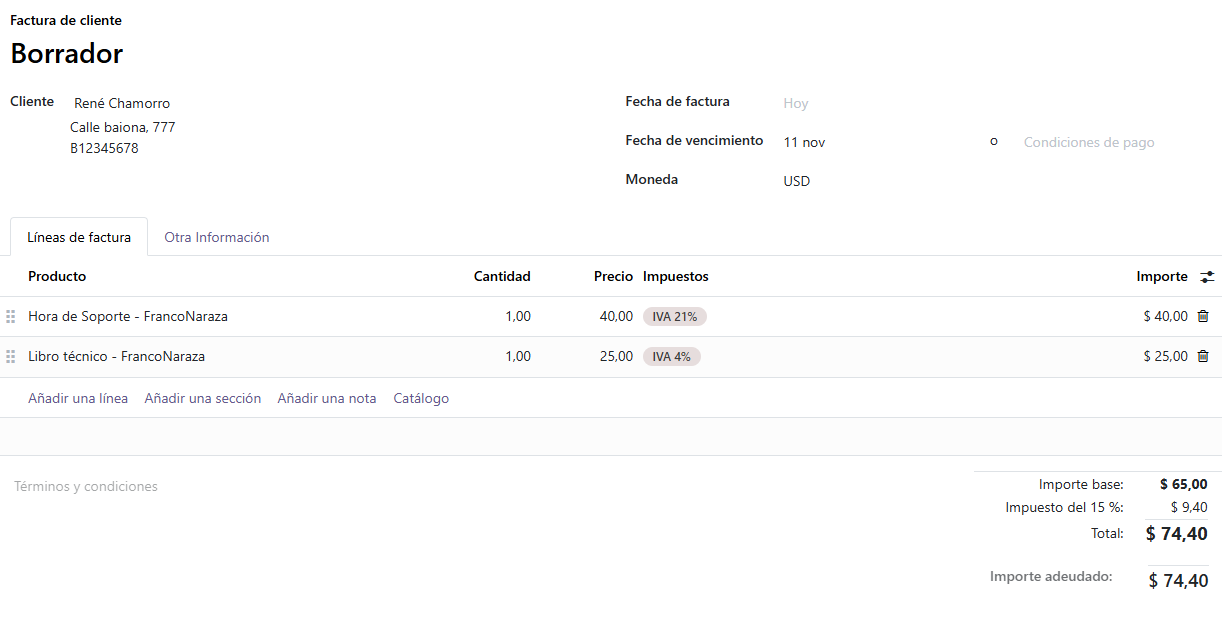 Factura de cliente
Borrador
Cliente René Chamorro
Calle baiona, 777
B12345678
Fecha de factura Hoy
Fecha de vencimiento 11 nov o Condiciones de pago
Moneda USD
Líneas de factura Otra Información
Producto Cantidad Precio Impuestos Importe
Hora de Soporte - FrancoNaraza 1,00 40,00 IVA 21% $ 40,00
Libro técnico - FrancoNaraza 1,00 25,00 IVA 4% $ 25,00
Añadir una línea Añadir una sección Añadir una nota Catálogo
Términos y condiciones
Importe base: $ 65,00
Impuesto del 15 %: $ 9,40
Total: $ 74,40
Importe adeudado: $ 74,40